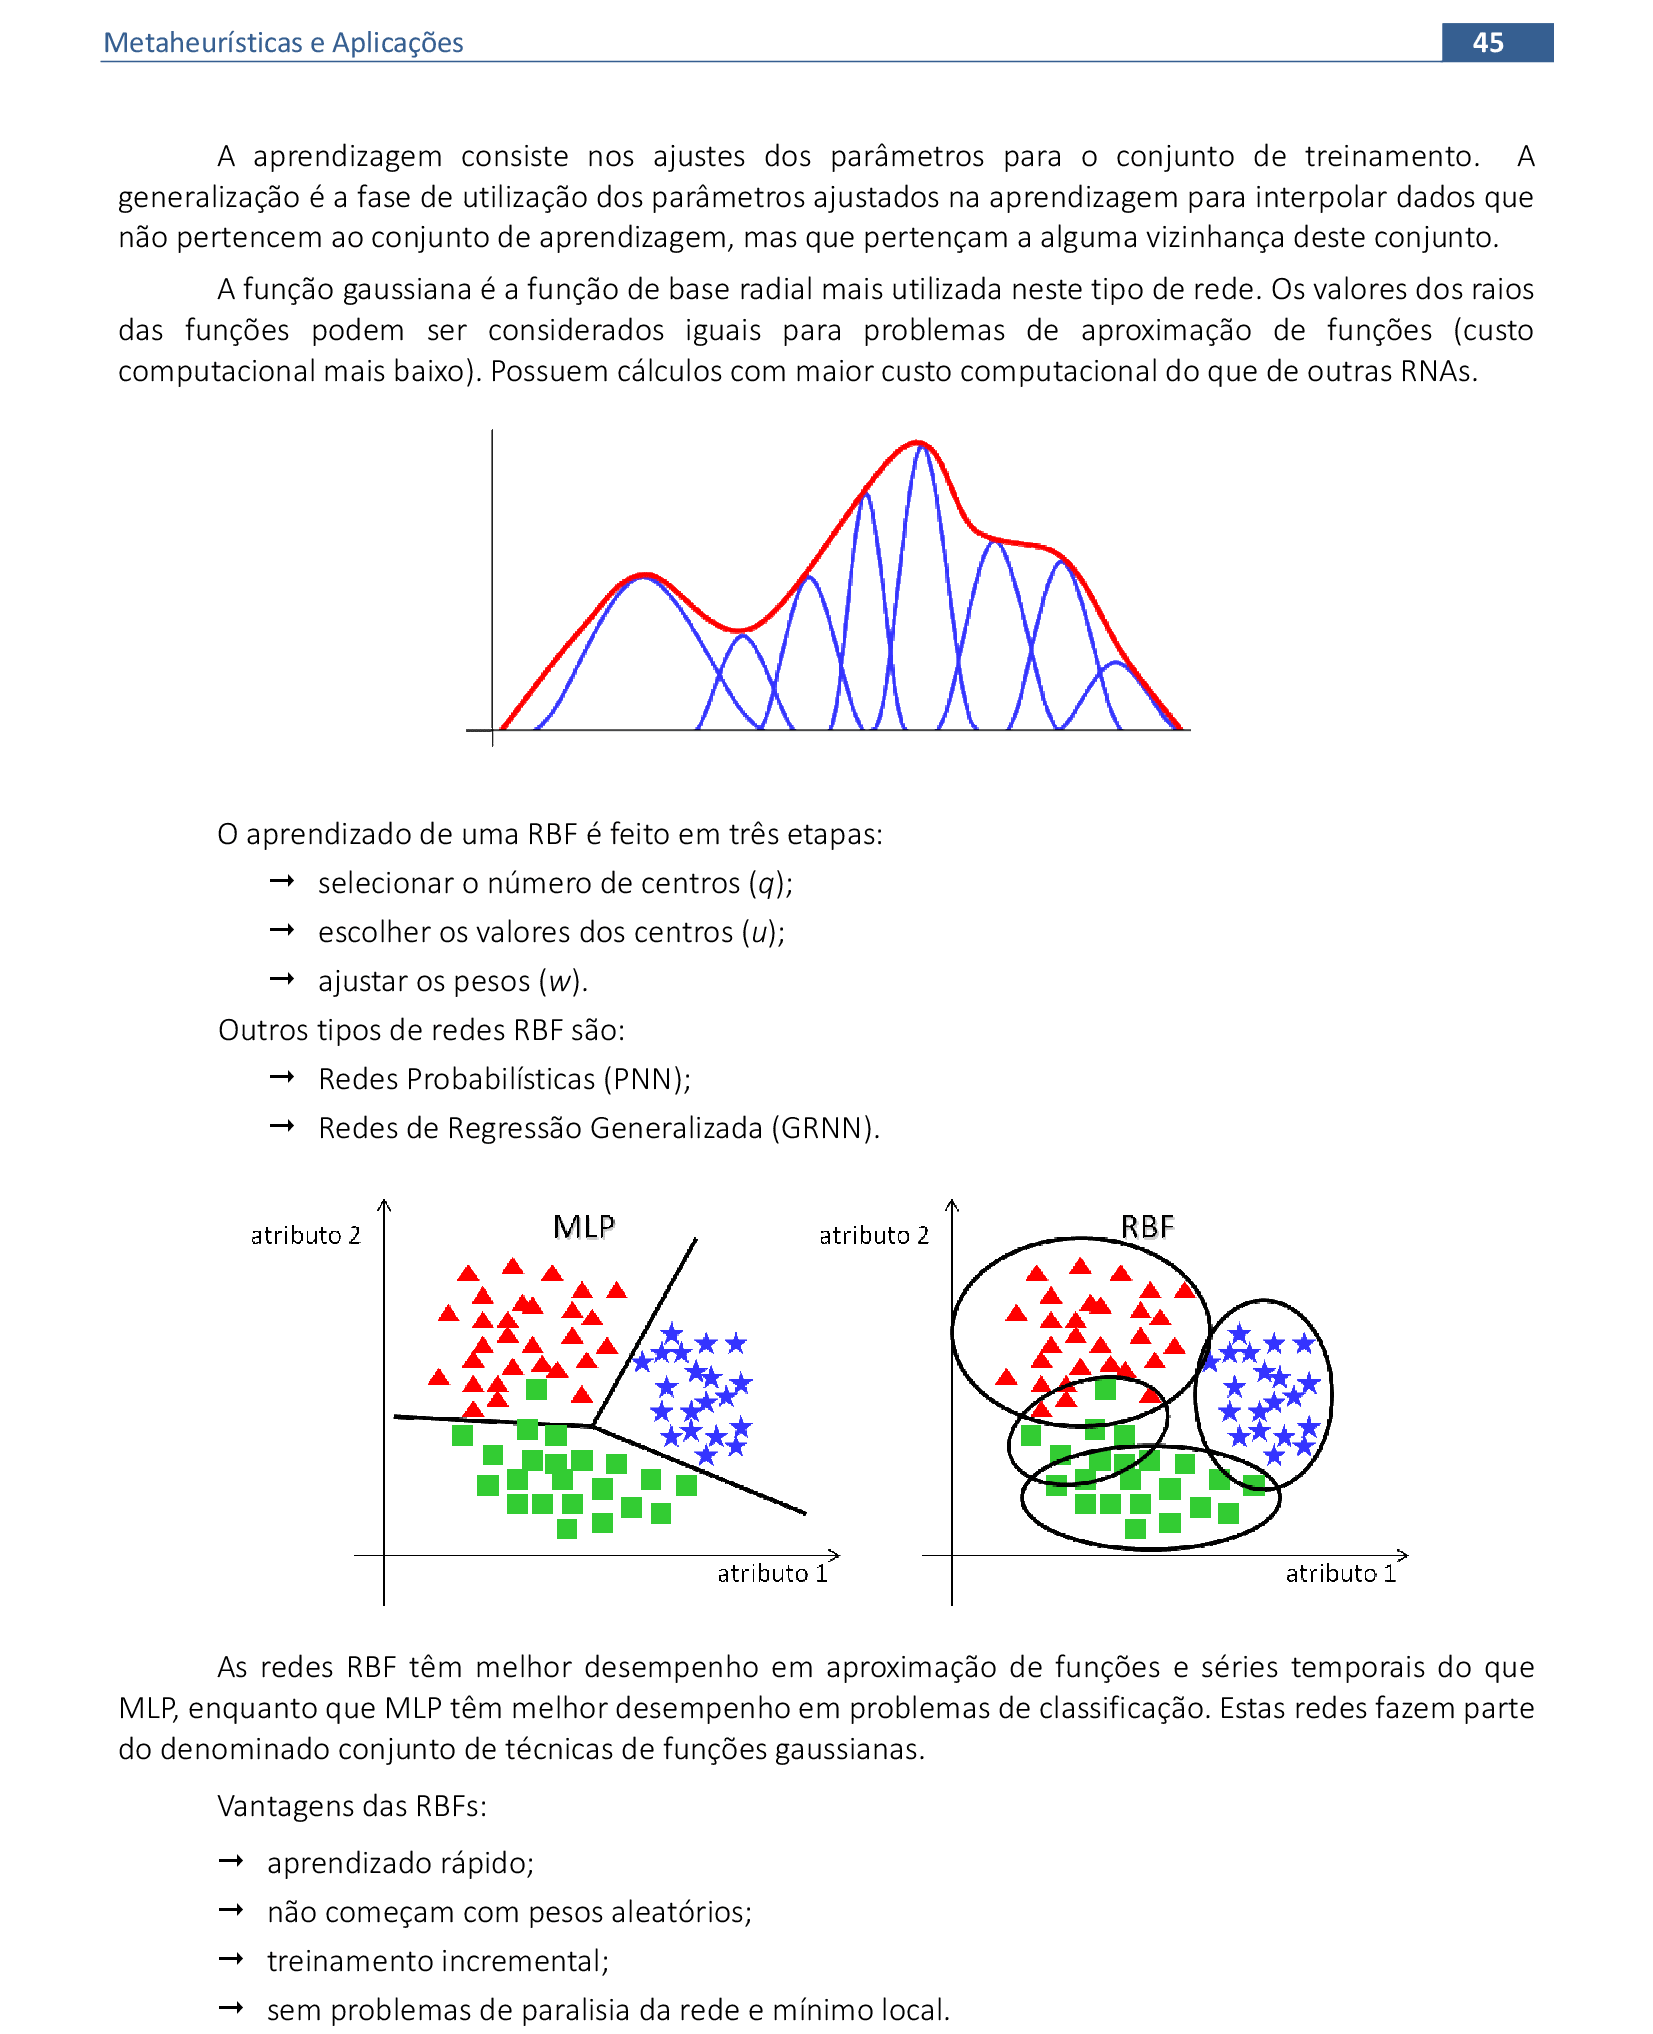 Metaheurísticas e Aplicações 45
A aprendizagem consiste nos ajustes dos parâmetros para o conjunto de treinamento. A
generalização é a fase de utilização dos parâmetros ajustados na aprendizagem para interpolar dados que
não pertencem ao conjunto de aprendizagem, mas que pertençam a alguma vizinhança deste conjunto.
A função gaussiana é a função de base radial mais utilizada neste tipo de rede. Os valores dos raios
das funções podem ser considerados iguais para problemas de aproximação de funções (custo
computacional mais baixo). Possuem cálculos com maior custo computacional do que de outras RNAs.
O aprendizado de uma RBF é feito em três etapas:
→ selecionar o número de centros (q);
→ escolher os valores dos centros (u);
→ ajustar os pesos (w).
Outros tipos de redes RBF são:
→ Redes Probabilísticas (PNN);
→ Redes de Regressão Generalizada (GRNN).
MLP
atributo 2
atributo 1
RBF
atributo 2
atributo 1
As redes RBF têm melhor desempenho em aproximação de funções e séries temporais do que
MLP, enquanto que MLP têm melhor desempenho em problemas de classificação. Estas redes fazem parte
do denominado conjunto de técnicas de funções gaussianas.
Vantagens das RBFs:
→ aprendizado rápido;
→ não começam com pesos aleatórios;
→ treinamento incremental;
→ sem problemas de paralisia da rede e mínimo local.